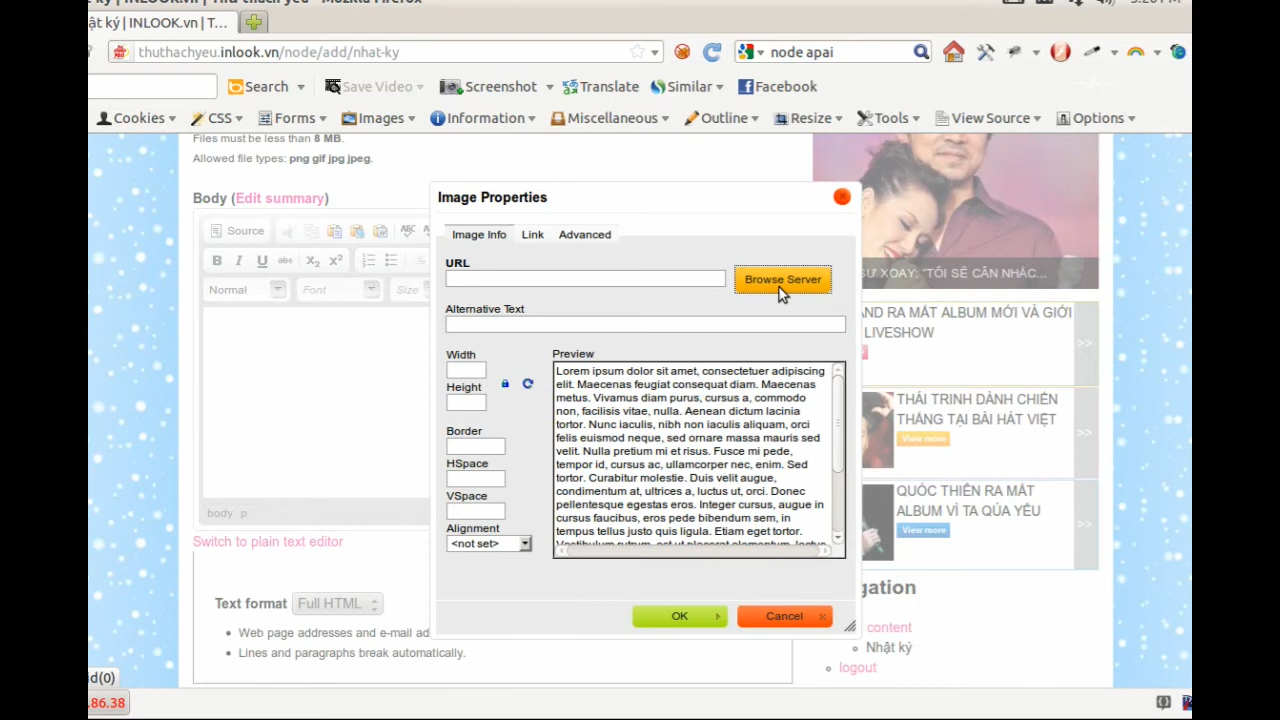 ật ký | INLOOK.vn | T...
thuthachyeu.inlook.vn/node/add/nhat-ky
node apai
Search
Save Video
Screenshot
Translate
Similar
Facebook
Cookies
CSS
Forms
Images
Information
Miscellaneous
Outline
Resize
Tools
View Source
Options
Files must be less than 8 MB.
Allowed file types: png gif jpg jpeg.
Body (Edit summary)
Source
B I U abc X₂ X²
Normal
Font
Size
body p
Switch to plain text editor
Text format
Full HTML
Web page addresses and e-mail ad
Lines and paragraphs break automatically.
id(0)
.86.38
Image Properties
Image Info
Link
Advanced
URL
Browse Server
Alternative Text
Width
Height
Border
HSpace
VSpace
Alignment
<not set>
Preview
Lorem ipsum dolor sit amet, consectetuer adipiscing
elit. Maecenas feugiat consequat diam. Maecenas
metus. Vivamus diam purus, cursus a, commodo
non, facilisis vitae, nulla. Aenean dictum lacinia
tortor. Nunc iaculis, nibh non iaculis aliquam, orci
felis euismod neque, sed ornare massa mauris sed
velit. Nulla pretium mi et risus. Fusce mi pede,
tempor id, cursus ac, ullamcorper nec, enim. Sed
tortor. Curabitur molestie. Duis velit augue,
condimentum at, ultrices a, luctus ut, orci. Donec
pellentesque egestas eros. Integer cursus, augue in
cursus faucibus, eros pede bibendum sem, in
tempus tellus justo quis ligula. Etiam eget tortor.
OK
Cancel
SƯ XOAY: "TÔI SẼ CÂN NHẮC...
AND RA MẮT ALBUM MỚI VÀ GIỚI
LIVESHOW
>>
THÁI TRINH DÀNH CHIẾN
THẮNG TẠI BÀI HÁT VIỆT
View more
>>
QUỐC THIÊN RA MẮT
ALBUM VÌ TA QÚA YÊU
View more
>>
gation
content
Nhật ký
logout